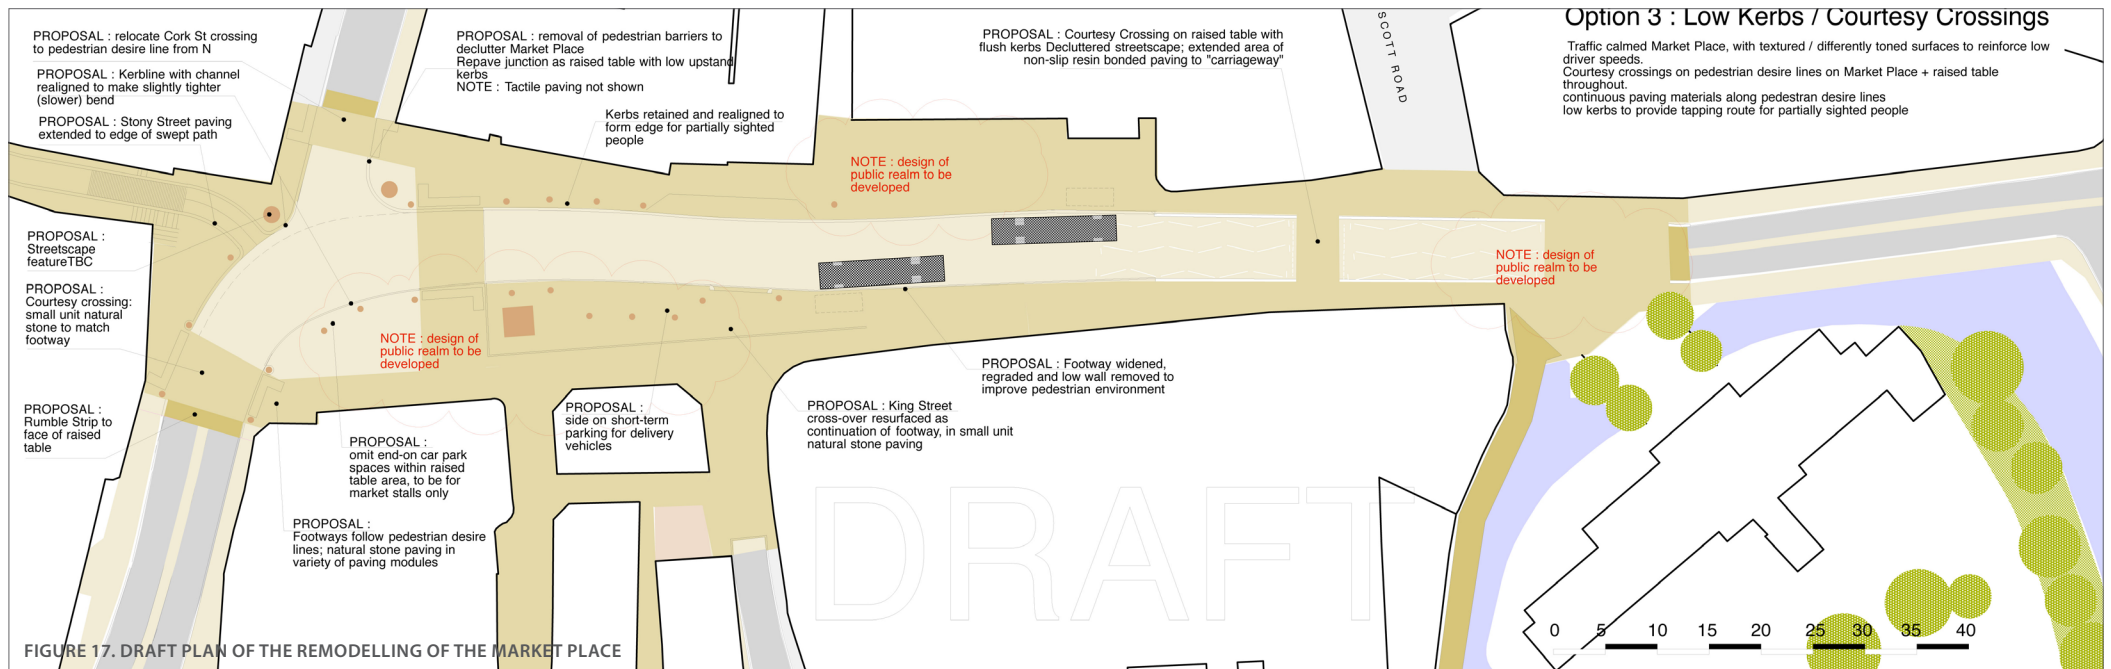 Option 3 : Low Kerbs / Courtesy Crossings
Traffic calmed Market Place, with textured / differently toned surfaces to reinforce low
driver speeds.
Courtesy crossings on pedestrian desire lines on Market Place + raised table
throughout.
continuous paving materials along pedestran desire lines
low kerbs to provide tapping route for partially sighted people
PROPOSAL : relocate Cork St crossing
to pedestrian desire line from N
PROPOSAL : Kerbline with channel
realigned to make slightly tighter
(slower) bend
PROPOSAL : Stony Street paving
extended to edge of swept path
PROPOSAL : removal of pedestrian barriers to
declutter Market Place
Repave junction as raised table with low upstand
kerbs
NOTE : Tactile paving not shown
Kerbs retained and realigned to
form edge for partially sighted
people
PROPOSAL : Courtesy Crossing on raised table with
flush kerbs Decluttered streetscape; extended area of
non-slip resin bonded paving to "carriageway"
SCOTT ROAD
NOTE : design of
public realm to be
developed
PROPOSAL :
Streetscape
featureTBC
PROPOSAL :
Courtesy crossing:
small unit natural
stone to match
footway
PROPOSAL :
Rumble Strip to
face of raised
table
NOTE : design of
public realm to be
developed
NOTE : design of
public realm to be
developed
PROPOSAL :
omit end-on car park
spaces within raised
table area, to be for
market stalls only
PROPOSAL :
Footways follow pedestrian desire
lines; natural stone paving in
variety of paving modules
PROPOSAL :
side on short-term
parking for delivery
vehicles
PROPOSAL : King Street
cross-over resurfaced as
continuation of footway, in small unit
natural stone paving
PROPOSAL : Footway widened,
regraded and low wall removed to
improve pedestrian environment
DRAFT
0 5 10 15 20 25 30 35 40
FIGURE 17. DRAFT PLAN OF THE REMODELLING OF THE MARKET PLACE